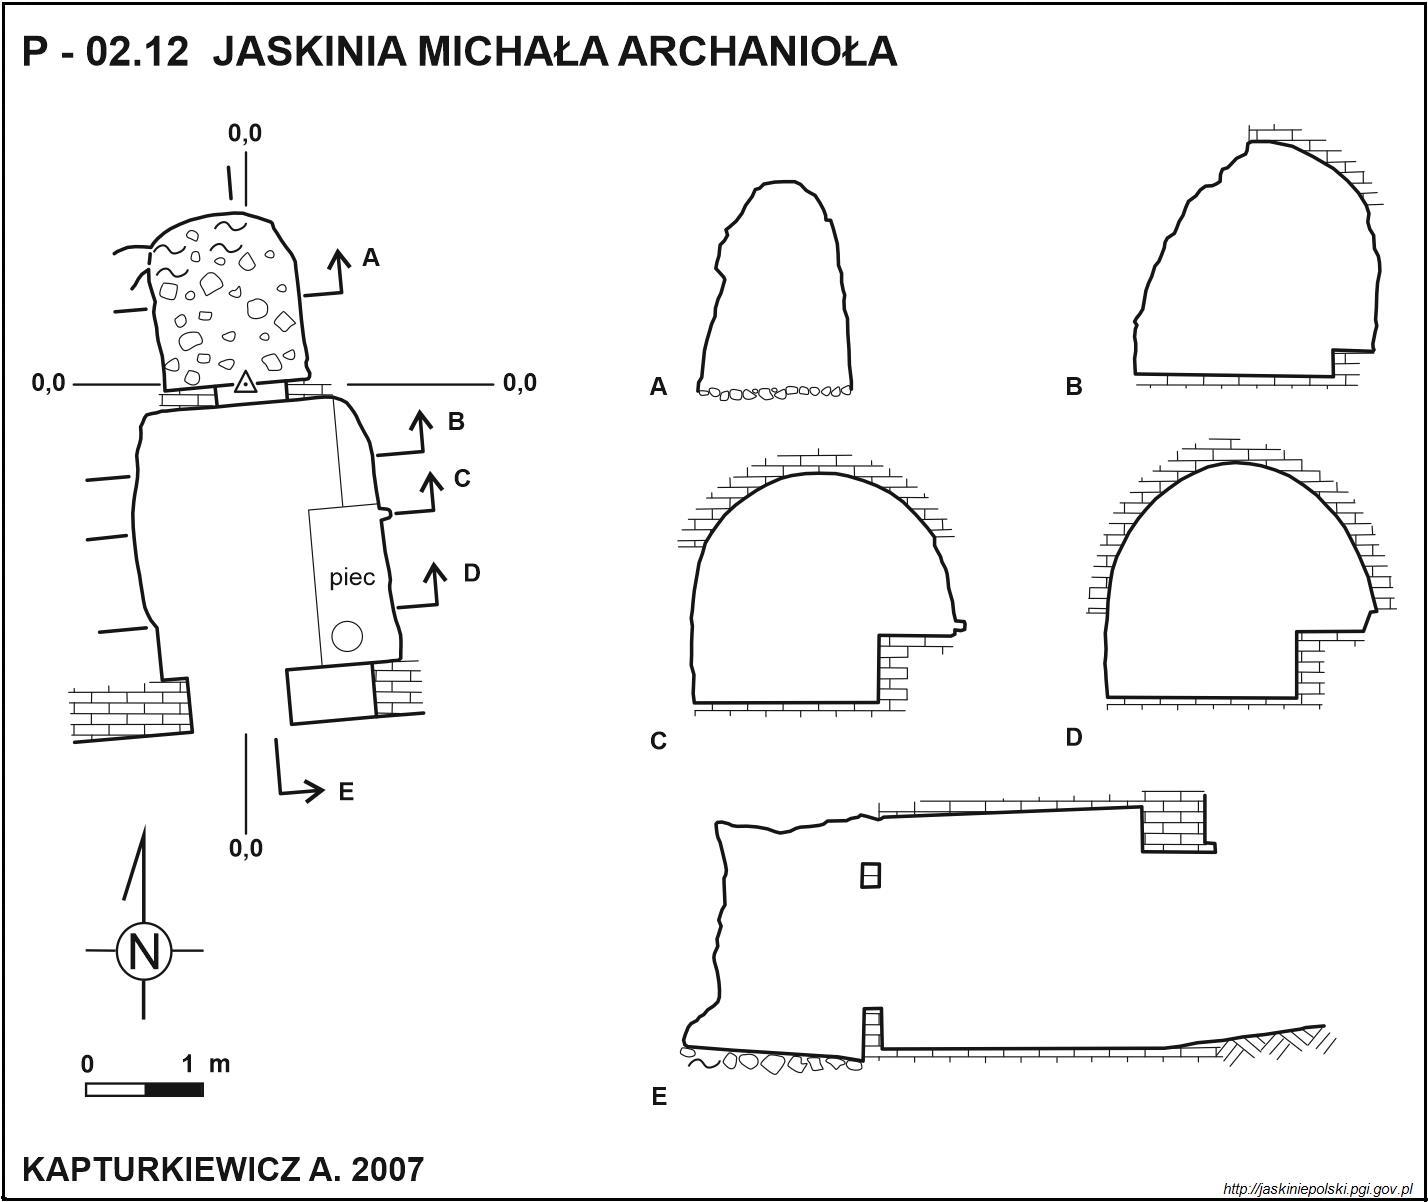 P - 02.12 JASKINIA MICHAŁA ARCHANIOŁA
0,0
A
0,0
0,0
B
C
piec
D
E
0,0
N
0 1 m
A
B
C
D
E
KAPTURKIEWICZ A. 2007
http://jaskiniepolski.pgi.gov.pl